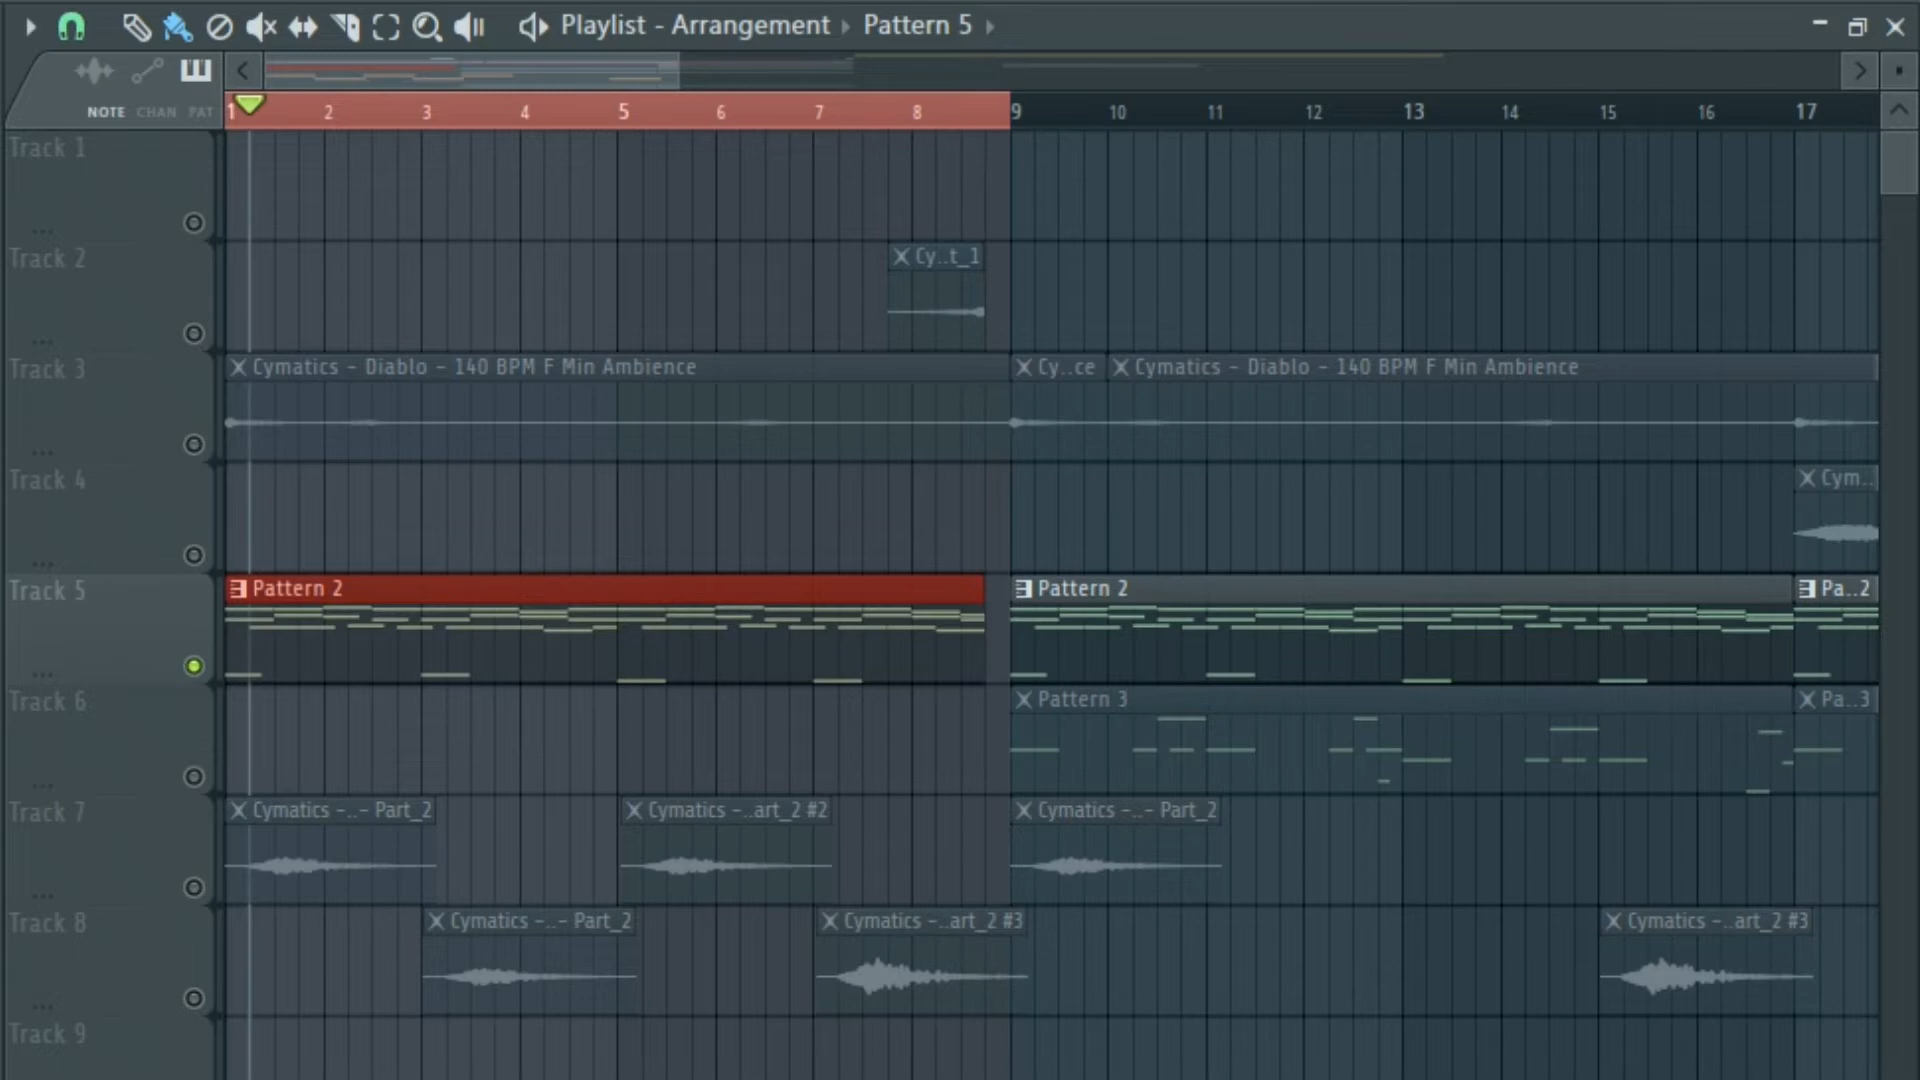 Playlist - Arrangement › Pattern 5 ›
NOTE CHAN PAT
1 2 3 4 5 6 7 8 9 10 11 12 13 14 15 16 17
Track 1
Track 2
Cy..t_1
Track 3
Cymatics - Diablo - 140 BPM F Min Ambience
Cy..ce
Cymatics - Diablo - 140 BPM F Min Ambience
Track 4
Cym..
Track 5
Pattern 2
Pattern 2
Pa..2
Track 6
Pattern 3
Pa..3
Track 7
Cymatics -..- Part_2
Cymatics -..art_2 #2
Cymatics -..- Part_2
Track 8
Cymatics -..- Part_2
Cymatics -..art_2 #3
Cymatics -..art_2 #3
Track 9